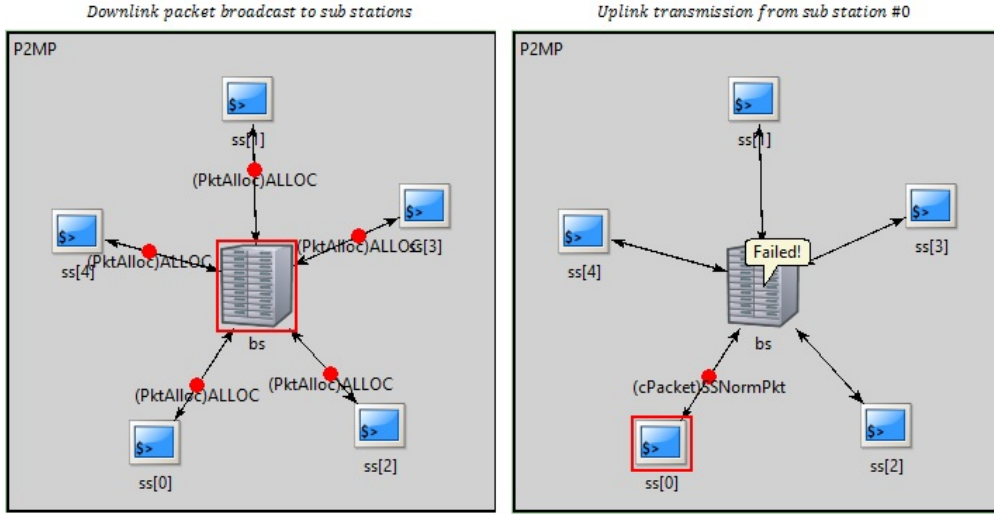 Downlink packet broadcast to sub stations
P2MP
$>
ss[1]
(PktAlloc)ALLOC
$>
$>
(PktAlloc)ALLOC
ss[3]
(PktAlloc)ALLOC
ss[4]
bs
(PktAlloc)ALLOC
(PktAlloc)ALLOC
$>
$>
ss[2]
ss[0]
Uplink transmission from sub station #0
P2MP
$>
ss[1]
$>
$>
ss[3]
Failed!
ss[4]
bs
(cPacket)SSNormPkt
$>
$>
ss[2]
ss[0]